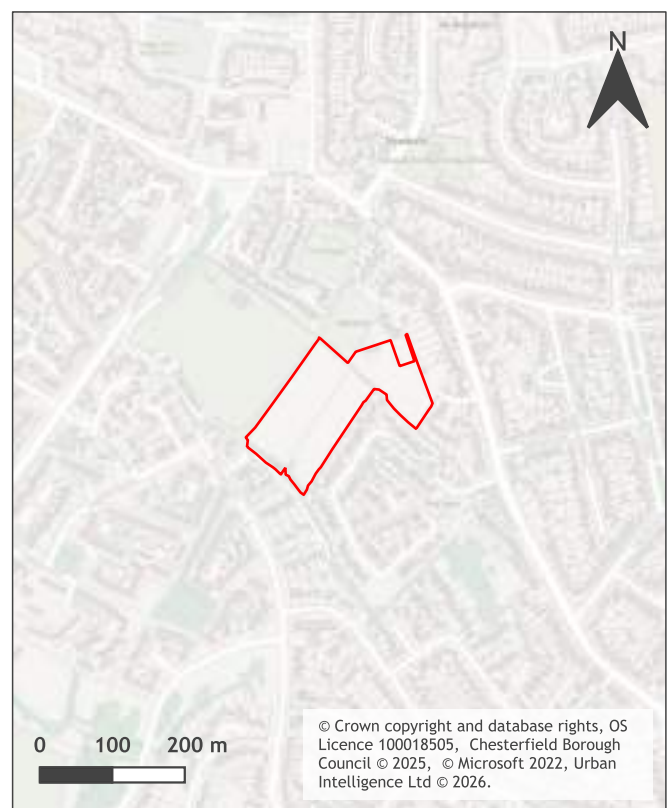 N
0 100 200 m
© Crown copyright and database rights, OS
Licence 100018505, Chesterfield Borough
Council © 2025, © Microsoft 2022, Urban
Intelligence Ltd © 2026.